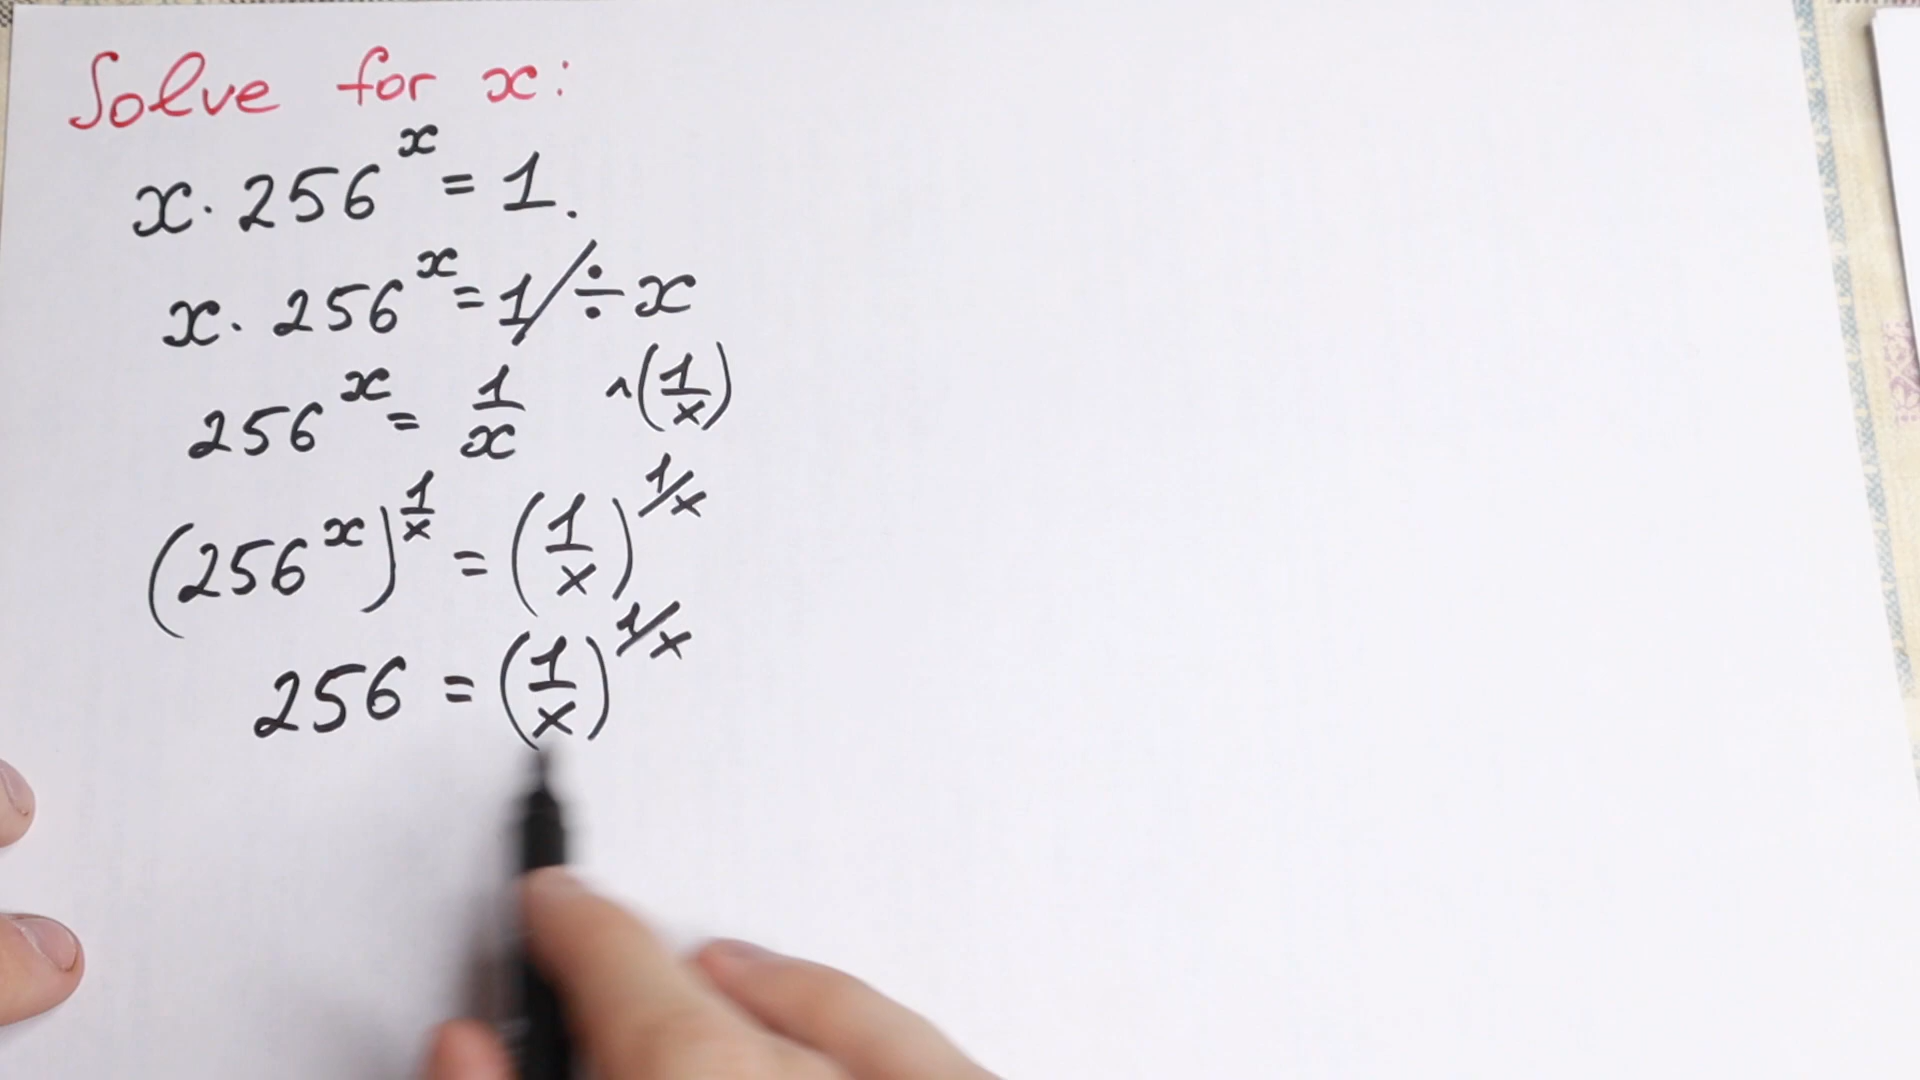 Solve for x:
x · 256^x = 1.
x · 256^x = 1 / ÷ x
256^x = 1/x ^(1/x)
(256^x)^(1/x) = (1/x)^(1/x)
256 = (1/x)^(1/x)